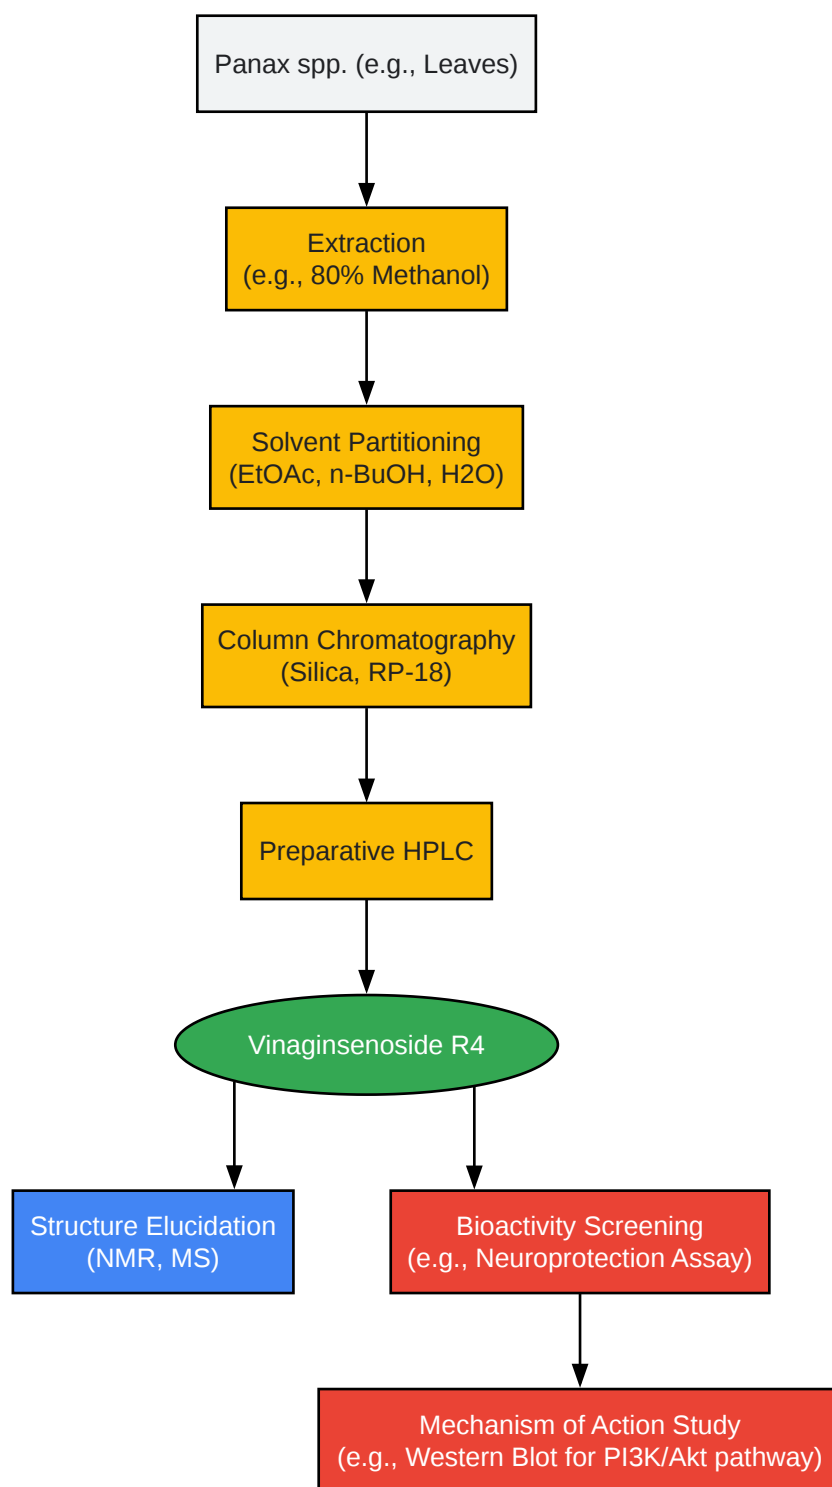 Panax spp. (e.g., Leaves)
Extraction
(e.g., 80% Methanol)
Solvent Partitioning
(EtOAc, n-BuOH, H2O)
Column Chromatography
(Silica, RP-18)
Preparative HPLC
Vinaginsenoside R4
Structure Elucidation
(NMR, MS)
Bioactivity Screening
(e.g., Neuroprotection Assay)
Mechanism of Action Study
(e.g., Western Blot for PI3K/Akt pathway)